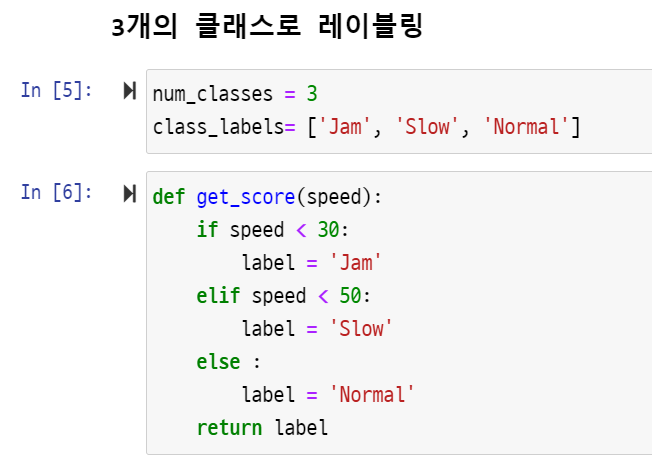 3개의 클래스로 레이블링
In [5]:
num_classes = 3
class_labels= ['Jam', 'Slow', 'Normal']
In [6]:
def get_score(speed):
    if speed < 30:
        label = 'Jam'
    elif speed < 50:
        label = 'Slow'
    else :
        label = 'Normal'
    return label